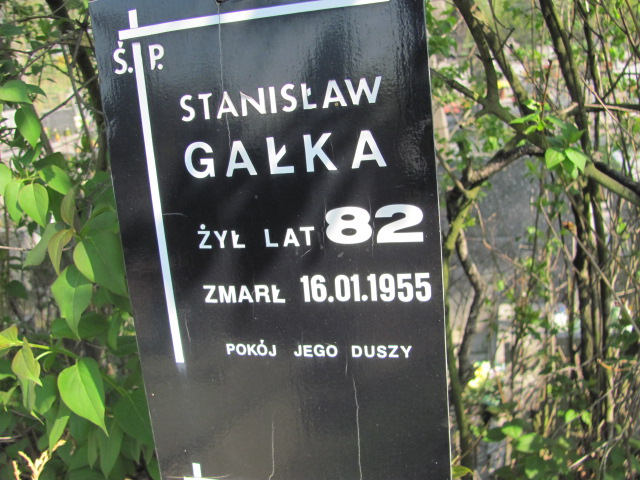 Ś. P.
STANISŁAW
GAŁKA
ŻYŁ LAT 82
ZMARŁ 16.01.1955
POKÓJ JEGO DUSZY